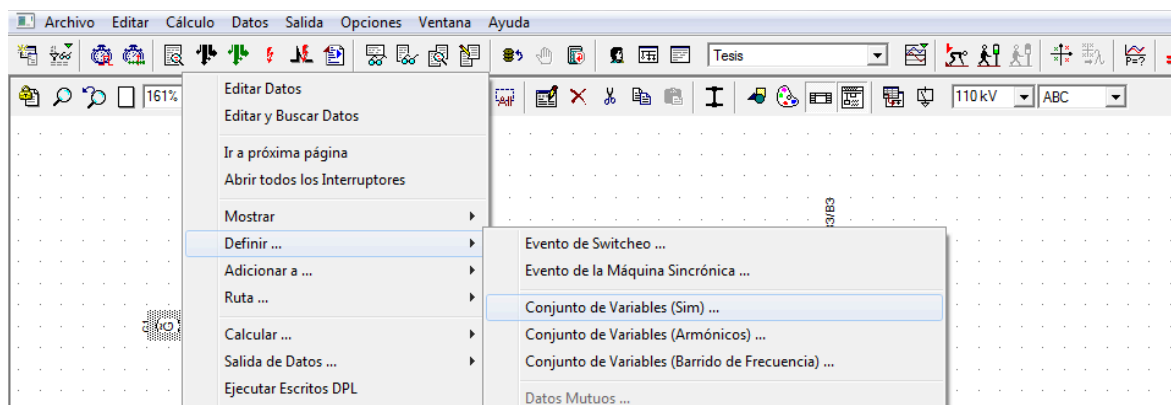 Archivo Editar Cálculo Datos Salida Opciones Ventana Ayuda
Tesis
161%
110 kV ABC
Editar Datos
Editar y Buscar Datos
Ir a próxima página
Abrir todos los Interruptores
Mostrar
Definir ...
Adicionar a ...
Ruta ...
Calcular ...
Salida de Datos ...
Ejecutar Escritos DPL
Evento de Switcheo ...
Evento de la Máquina Sincrónica ...
Conjunto de Variables (Sim) ...
Conjunto de Variables (Armónicos) ...
Conjunto de Variables (Barrido de Frecuencia) ...
Datos Mutuos ...